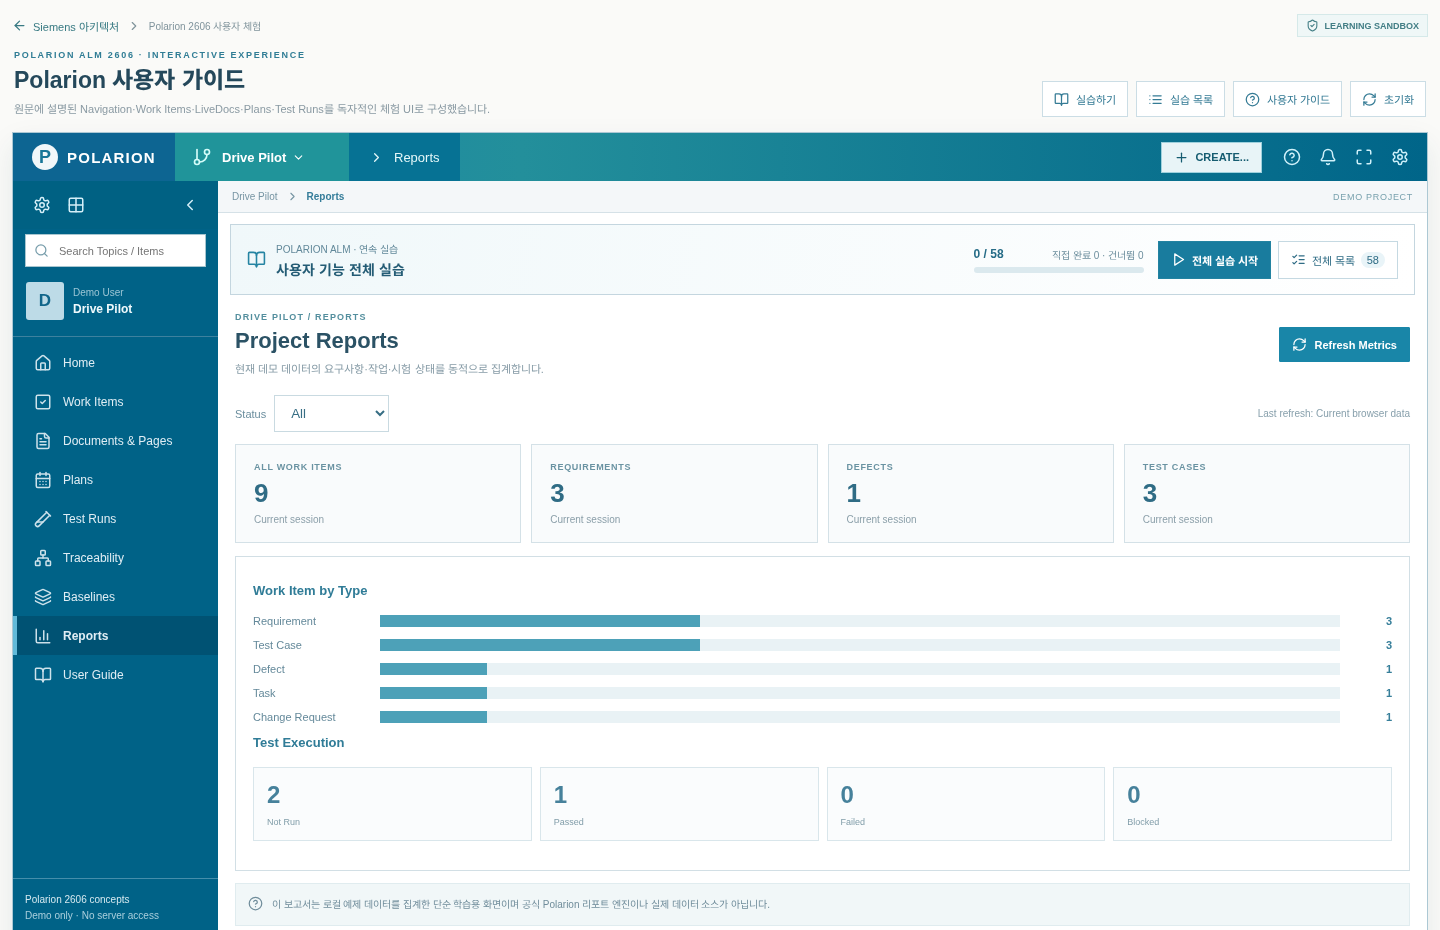 Siemens 아키텍처 > Polarion 2606 사용자 체험
LEARNING SANDBOX
POLARION ALM 2606 · INTERACTIVE EXPERIENCE
Polarion 사용자 가이드
원문에 설명된 Navigation·Work Items·LiveDocs·Plans·Test Runs를 독자적인 체험 UI로 구성했습니다.
실습하기
실습 목록
사용자 가이드
초기화
P POLARION
Drive Pilot
Reports
CREATE...
Search Topics / Items
D
Demo User
Drive Pilot
Home
Work Items
Documents & Pages
Plans
Test Runs
Traceability
Baselines
Reports
User Guide
Polarion 2606 concepts
Demo only · No server access
Drive Pilot > Reports
DEMO PROJECT
POLARION ALM · 연속 실습
사용자 기능 전체 실습
0 / 58
직접 완료 0 · 건너뜀 0
전체 실습 시작
전체 목록 58
DRIVE PILOT / REPORTS
Project Reports
현재 데모 데이터의 요구사항·작업·시험 상태를 동적으로 집계합니다.
Refresh Metrics
Status
All
Last refresh: Current browser data
ALL WORK ITEMS
9
Current session
REQUIREMENTS
3
Current session
DEFECTS
1
Current session
TEST CASES
3
Current session
Work Item by Type
Requirement 3
Test Case 3
Defect 1
Task 1
Change Request 1
Test Execution
2
Not Run
1
Passed
0
Failed
0
Blocked
이 보고서는 로컬 예제 데이터를 집계한 단순 학습용 화면이며 공식 Polarion 리포트 엔진이나 실제 데이터 소스가 아닙니다.